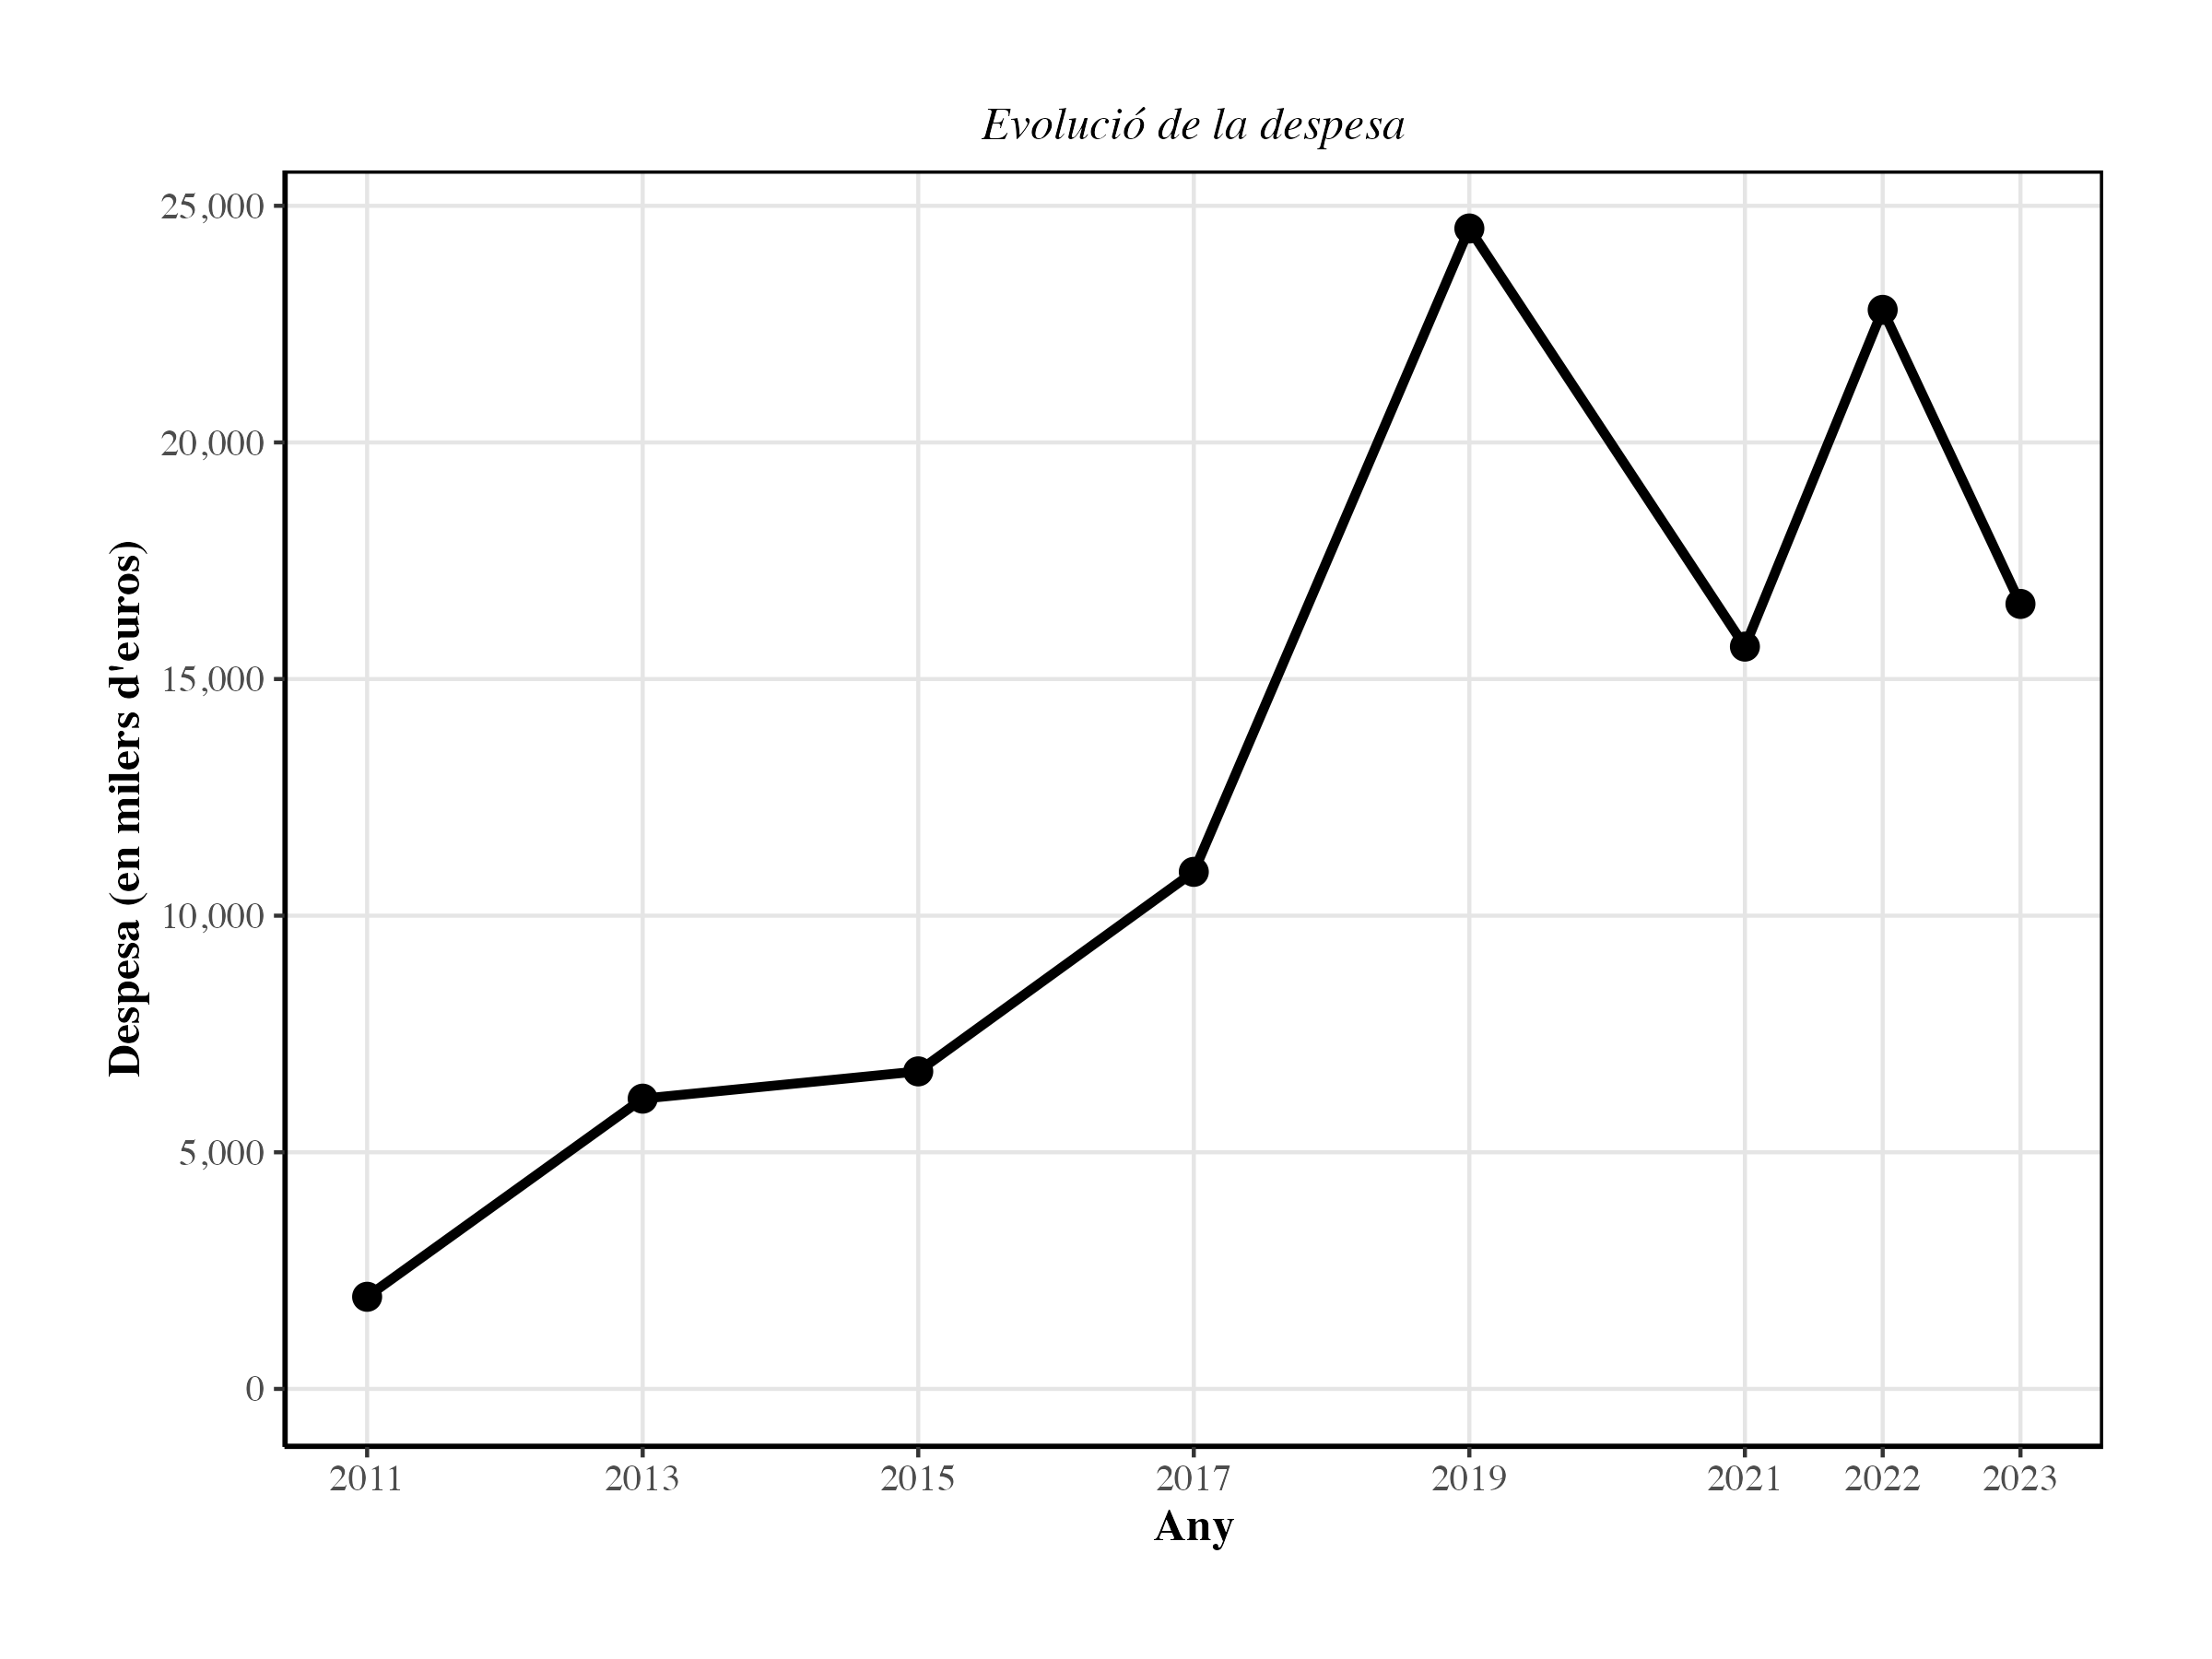 Evolució de la despesa
Despesa (en milers d'euros)
25,000
20,000
15,000
10,000
5,000
0
2011 2013 2015 2017 2019 2021 2022 2023
Any